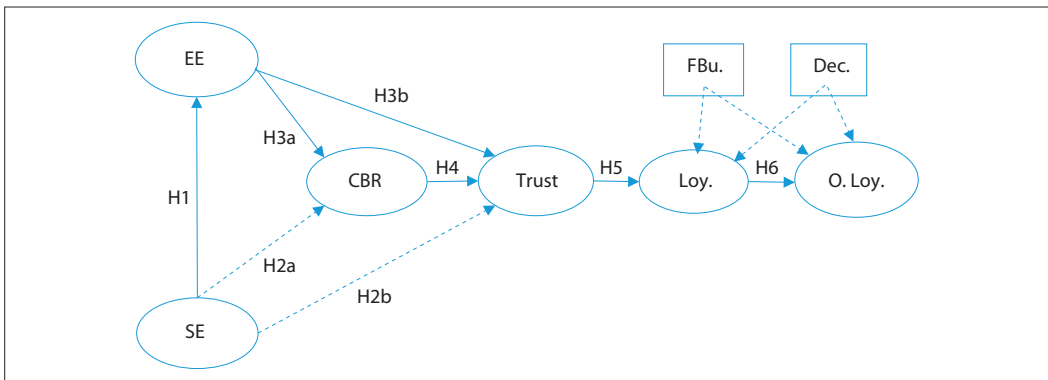 EE
FBu.
Dec.
H3b
H3a
CBR
H4
Trust
H5
Loy.
H6
O. Loy.
H1
H2a
H2b
SE